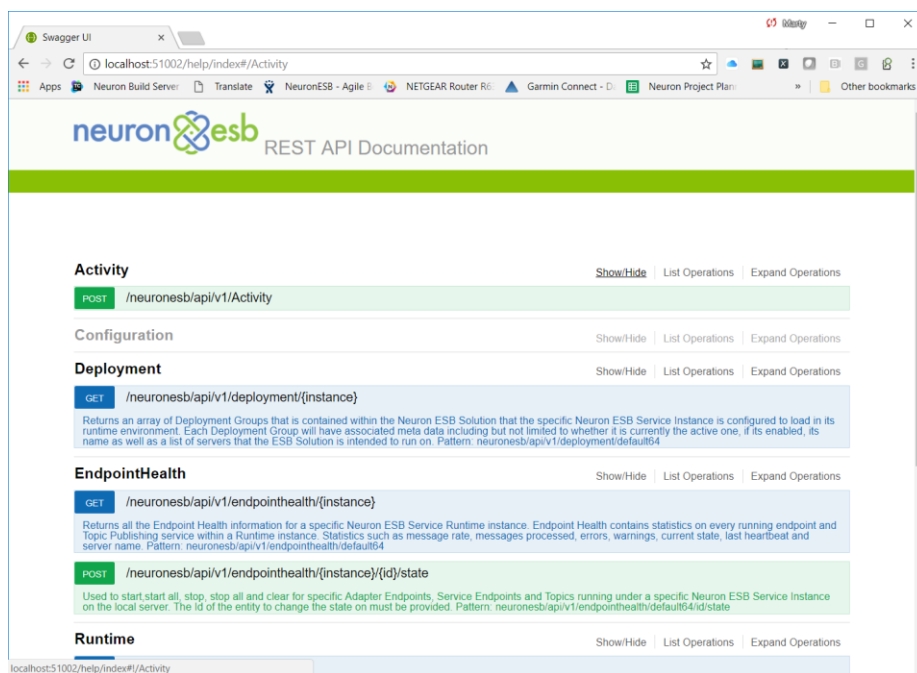 Swagger UI
localhost:51002/help/index#/Activity
Apps Neuron Build Server Translate NeuronESB - Agile E NETGEAR Router R6 Garmin Connect - D Neuron Project Plan » Other bookmarks
neuron esb REST API Documentation
Activity Show/Hide List Operations Expand Operations
POST /neuronesb/api/v1/Activity
Configuration Show/Hide List Operations Expand Operations
Deployment Show/Hide List Operations Expand Operations
GET /neuronesb/api/v1/deployment/{instance}
Returns an array of Deployment Groups that is contained within the Neuron ESB Solution that the specific Neuron ESB Service Instance is configured to load in its
runtime environment. Each Deployment Group will have associated meta data including but not limited to whether it is currently the active one, if its enabled, its
name as well as a list of servers that the ESB Solution is intended to run on. Pattern: neuronesb/api/v1/deployment/default64
EndpointHealth Show/Hide List Operations Expand Operations
GET /neuronesb/api/v1/endpointhealth/{instance}
Returns all the Endpoint Health information for a specific Neuron ESB Service Runtime instance. Endpoint Health contains statistics on every running endpoint and
Topic Publishing service within a Runtime instance. Statistics such as message rate, messages processed, errors, warnings, current state, last heartbeat and
server name. Pattern: neuronesb/api/v1/endpointhealth/default64
POST /neuronesb/api/v1/endpointhealth/{instance}/{id}/state
Used to start,start all, stop, stop all and clear for specific Adapter Endpoints, Service Endpoints and Topics running under a specific Neuron ESB Service Instance
on the local server. The Id of the entity to change the state on must be provided. Pattern: neuronesb/api/v1/endpointhealth/default64/id/state
Runtime Show/Hide List Operations Expand Operations
localhost:51002/help/index#!/Activity